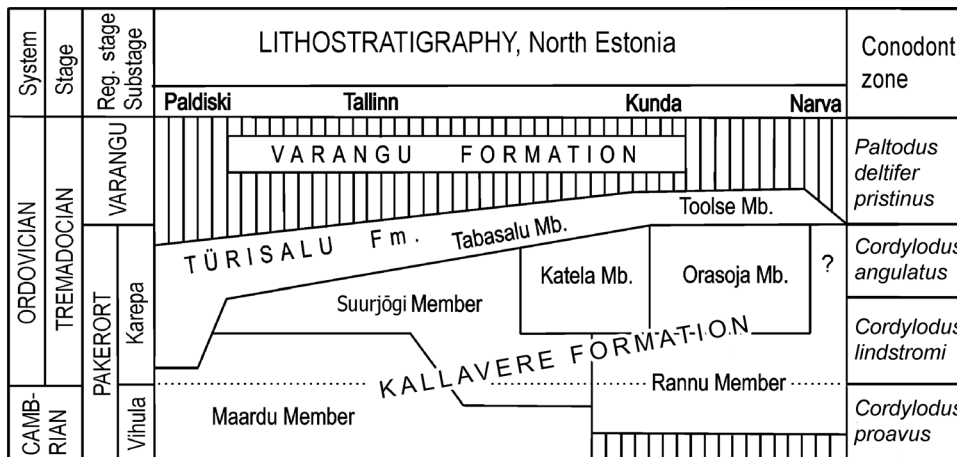 System
Stage
Reg. stage
Substage
LITHOSTRATIGRAPHY, North Estonia
Conodont
zone
Paldiski
Tallinn
Kunda
Narva
ORDOVICIAN
CAMB-
RIAN
TREMADOCIAN
VARANGU
PAKERORT
Karepa
Vihula
VARANGU FORMATION
TÜRISALU Fm.
Tabasalu Mb.
Toolse Mb.
Katela Mb.
Orasoja Mb.
?
Suurjõgi Member
KALLAVERE FORMATION
Rannu Member
Maardu Member
Paltodus
deltifer
pristinus
Cordylodus
angulatus
Cordylodus
lindstromi
Cordylodus
proavus